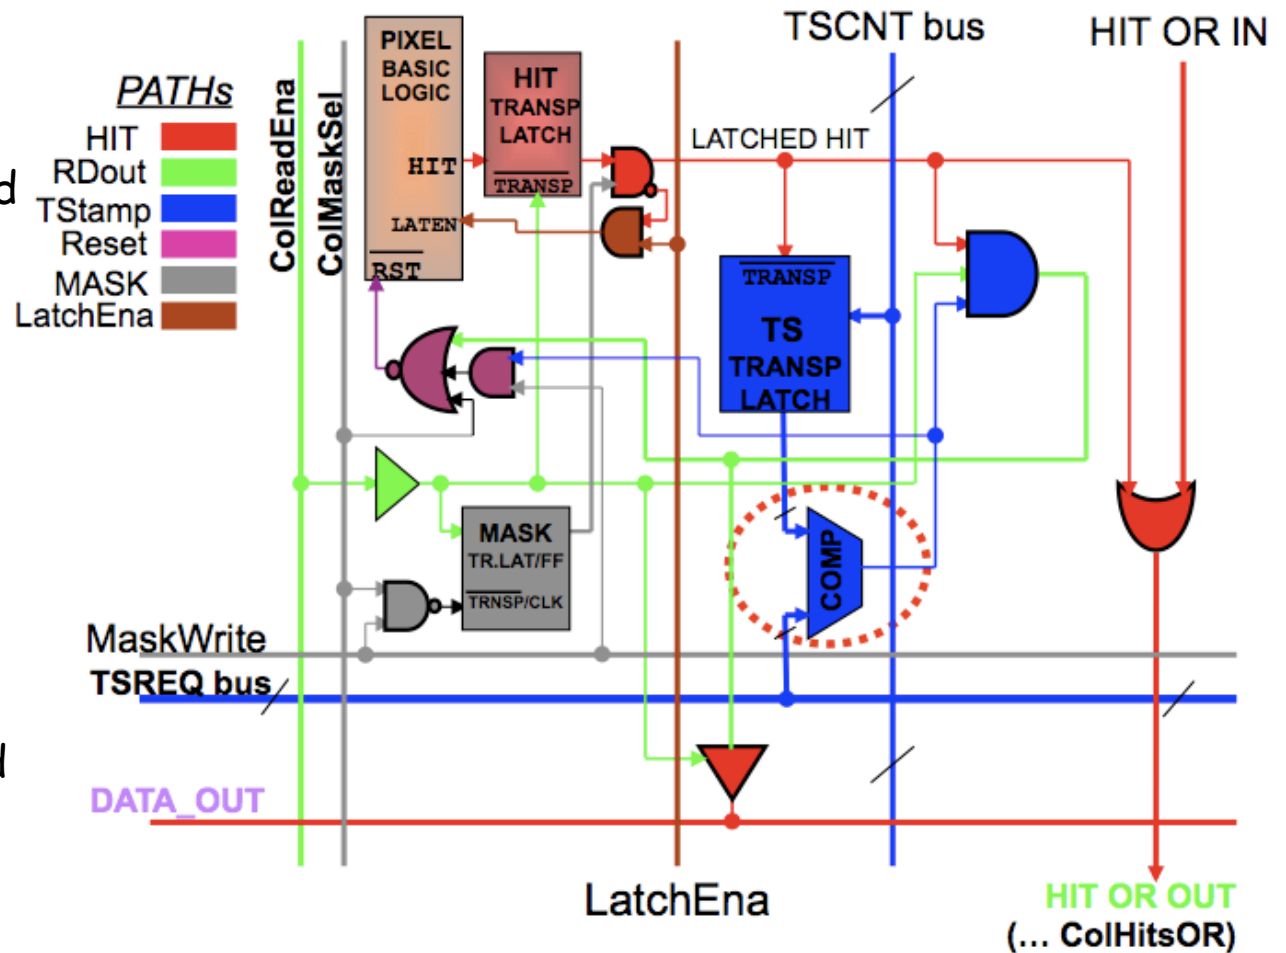 TSCNT bus
HIT OR IN
PATHs
HIT
RDout
TStamp
Reset
MASK
LatchEna
d
d
ColReadEna
ColMaskSel
PIXEL
BASIC
LOGIC
HIT
LATEN
RST
HIT
TRANSP
LATCH
TRANSP
LATCHED HIT
TRANSP
TS
TRANSP
LATCH
MASK
TR.LAT/FF
TRNSP/CLK
COMP
MaskWrite
TSREQ bus
DATA_OUT
LatchEna
HIT OR OUT
(... ColHitsOR)